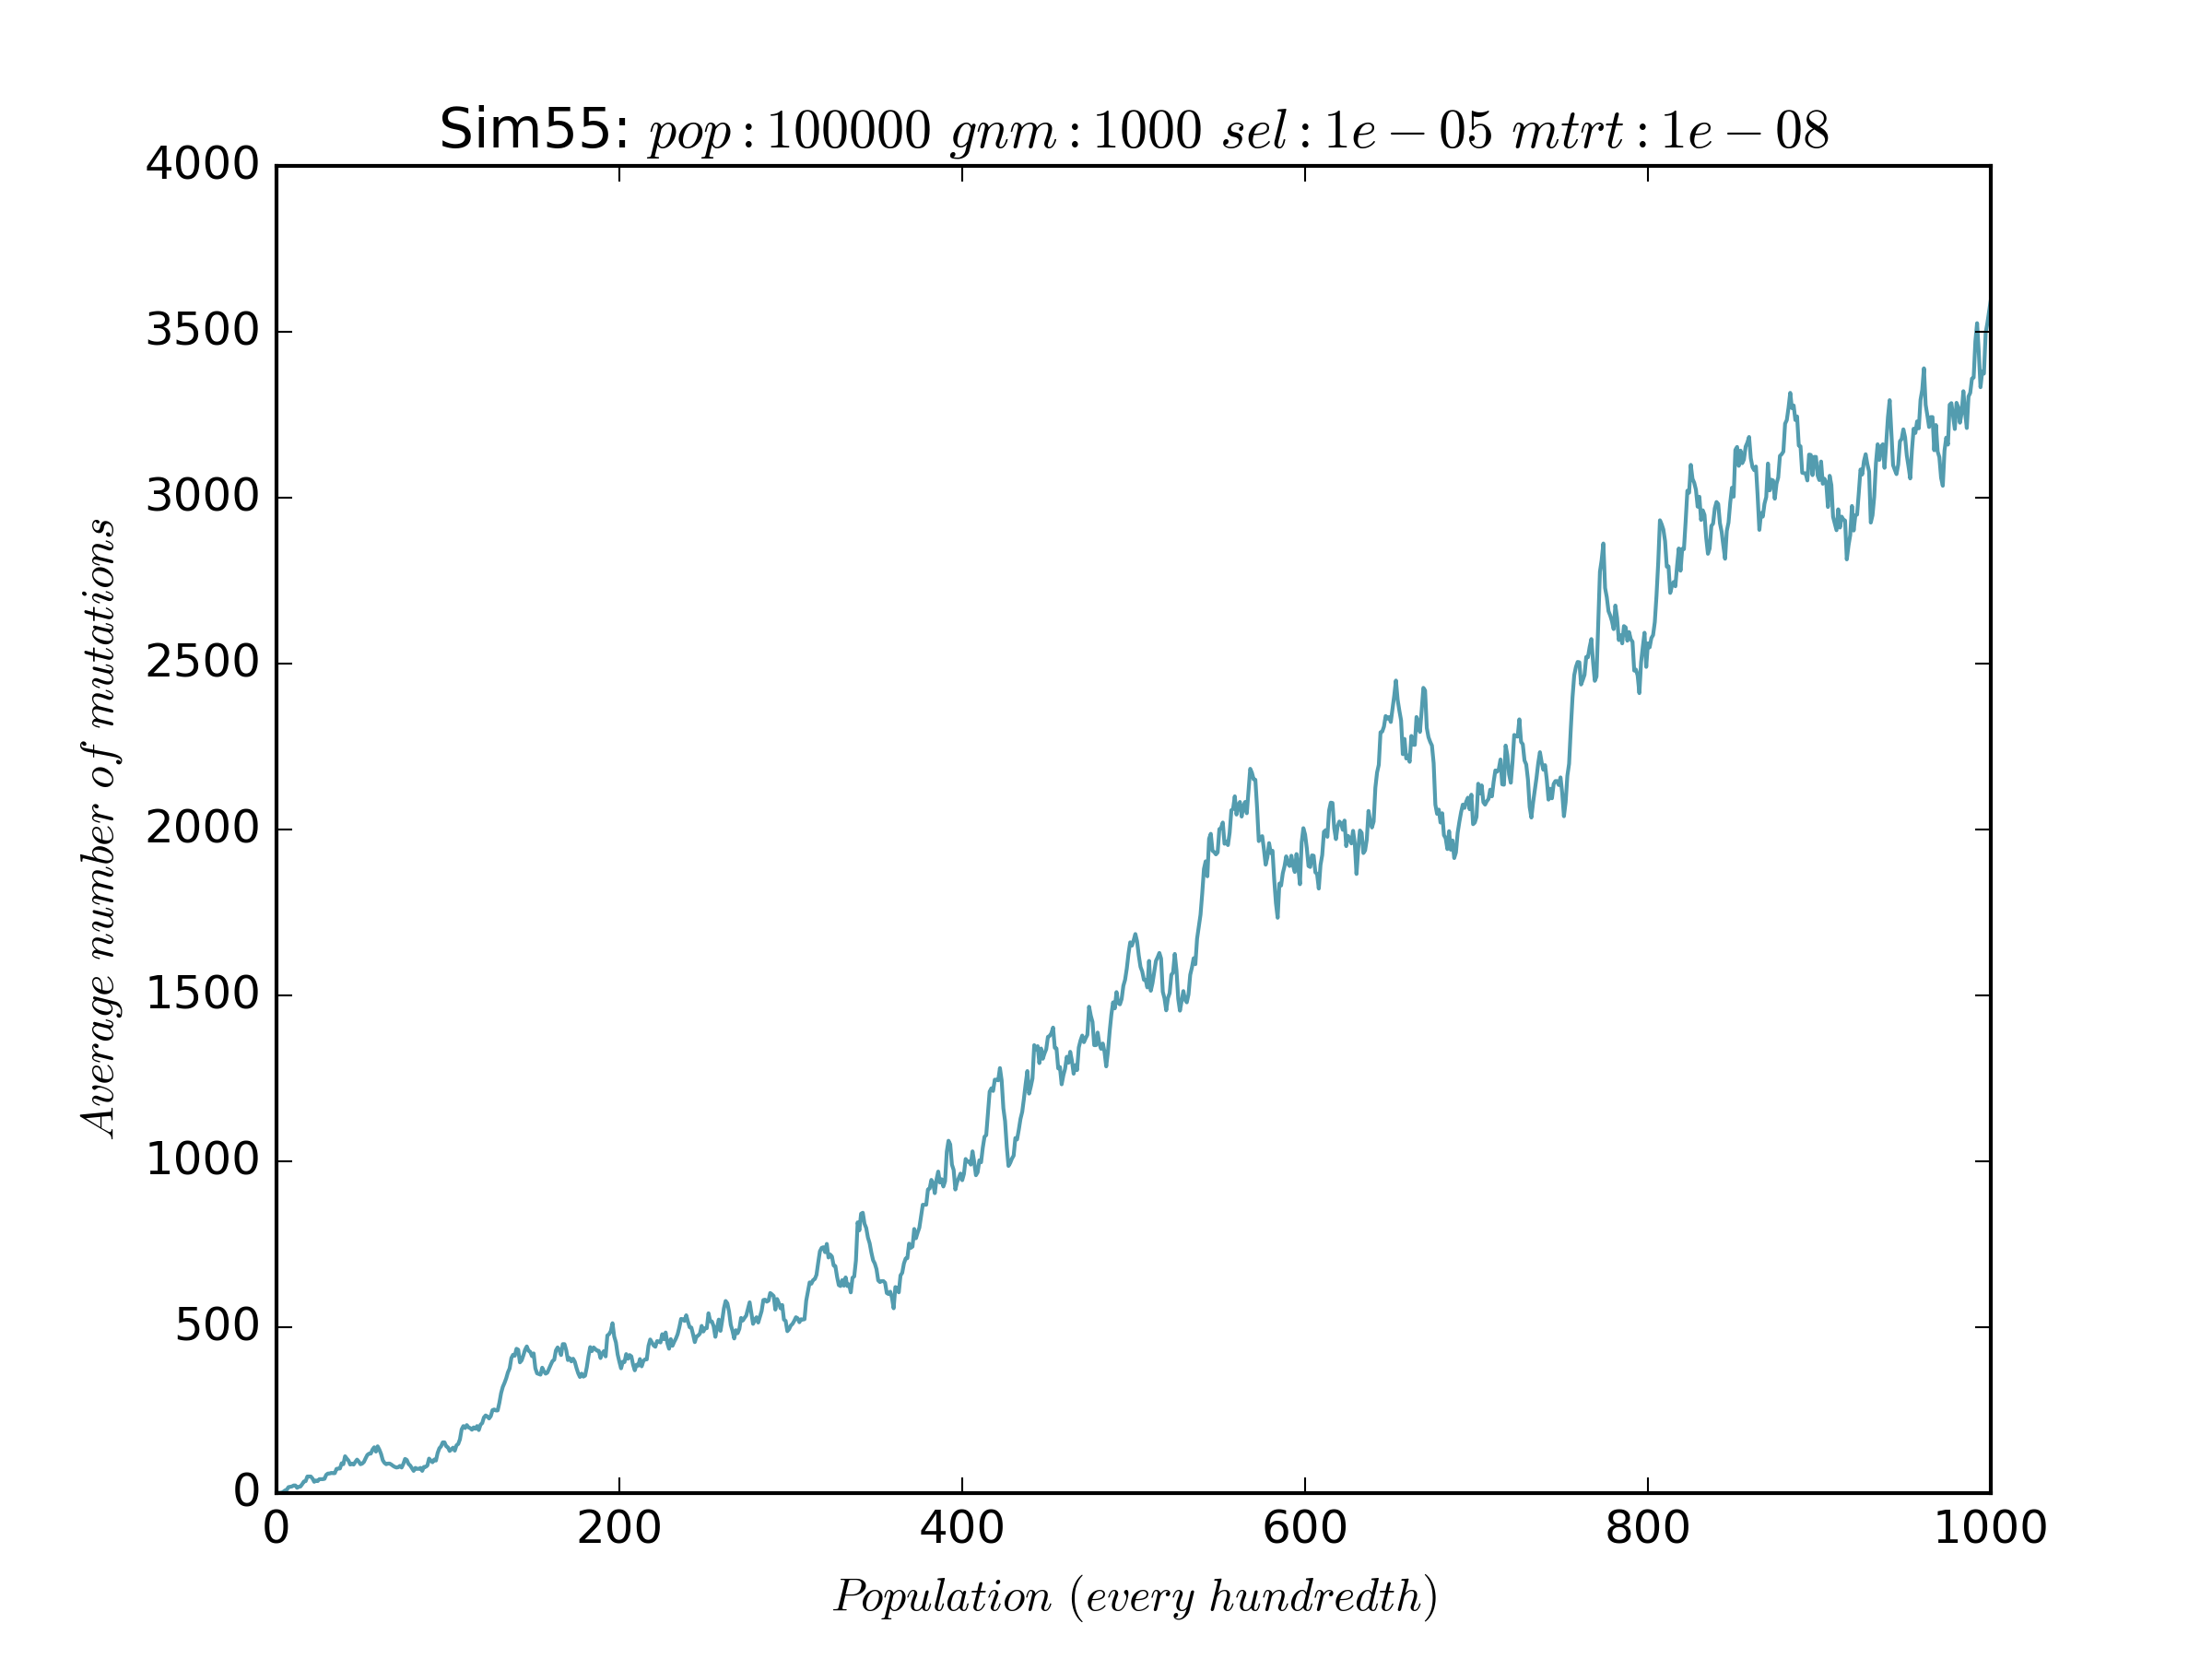 Sim55: pop : 100000 gnm : 1000 sel : 1e − 05 mtrt : 1e − 08
4000
3500
3000
2500
2000
1500
1000
500
0
Average number of mutations
0 200 400 600 800 1000
Population (every hundredth)